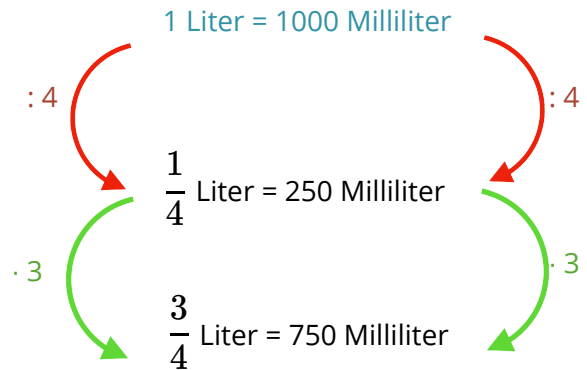 1 Liter = 1000 Milliliter
: 4 : 4
1/4 Liter = 250 Milliliter
· 3 · 3
3/4 Liter = 750 Milliliter